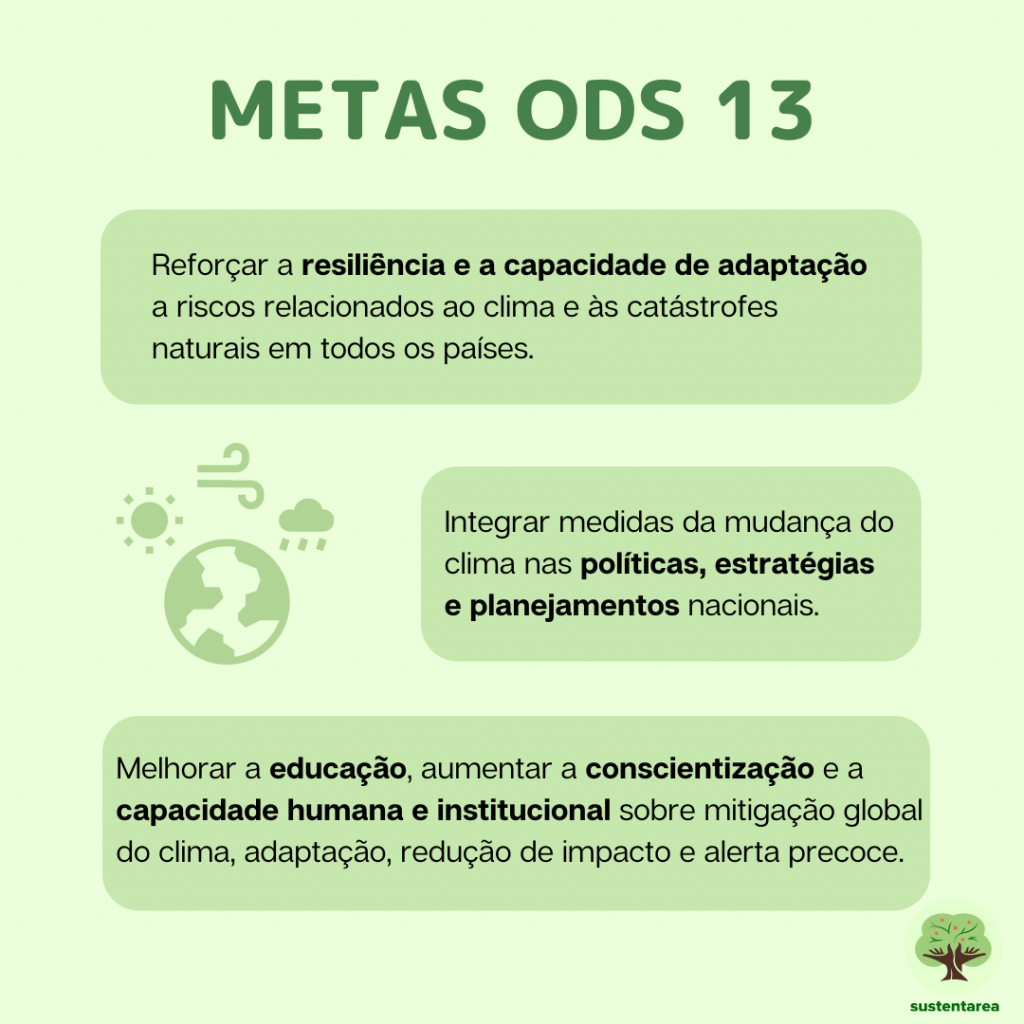 METAS ODS 13
Reforçar a resiliência e a capacidade de adaptação
a riscos relacionados ao clima e às catástrofes
naturais em todos os países.
Integrar medidas da mudança do
clima nas políticas, estratégias
e planejamentos nacionais.
Melhorar a educação, aumentar a conscientização e a
capacidade humana e institucional sobre mitigação global
do clima, adaptação, redução de impacto e alerta precoce.
sustentarea